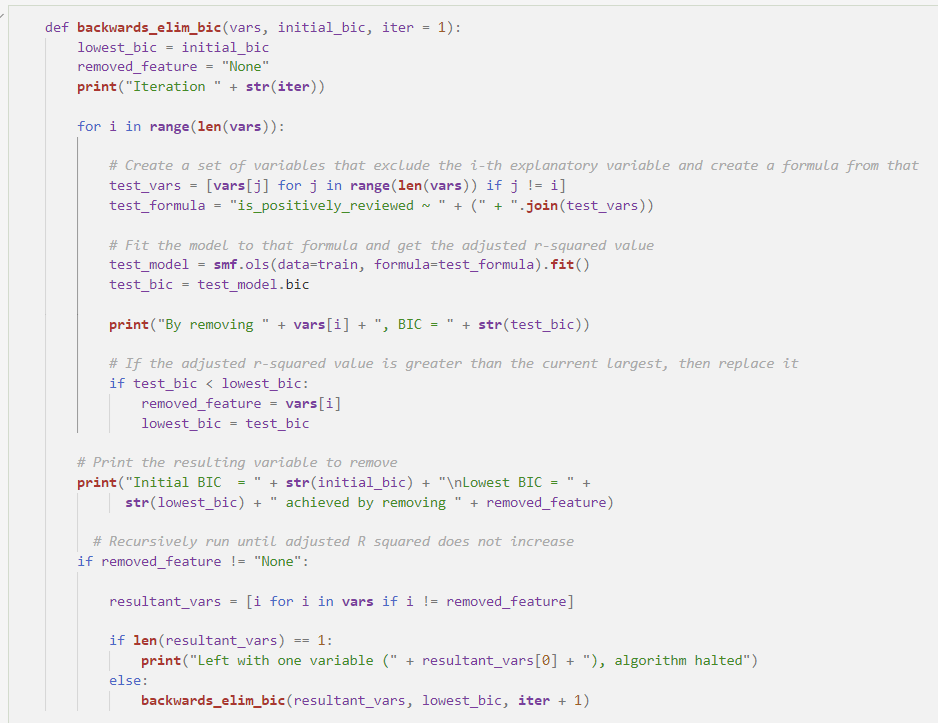 def backwards_elim_bic(vars, initial_bic, iter = 1):
lowest_bic = initial_bic
removed_feature = "None"
print("Iteration " + str(iter))
for i in range(len(vars)):
# Create a set of variables that exclude the i-th explanatory variable and create a formula from that
test_vars = [vars[j] for j in range(len(vars)) if j != i]
test_formula = "is_positively_reviewed ~ " + (" + ".join(test_vars))
# Fit the model to that formula and get the adjusted r-squared value
test_model = smf.ols(data=train, formula=test_formula).fit()
test_bic = test_model.bic
print("By removing " + vars[i] + ", BIC = " + str(test_bic))
# If the adjusted r-squared value is greater than the current largest, then replace it
if test_bic < lowest_bic:
removed_feature = vars[i]
lowest_bic = test_bic
# Print the resulting variable to remove
print("Initial BIC  = " + str(initial_bic) + "\nLowest BIC = " +
str(lowest_bic) + " achieved by removing " + removed_feature)
# Recursively run until adjusted R squared does not increase
if removed_feature != "None":
resultant_vars = [i for i in vars if i != removed_feature]
if len(resultant_vars) == 1:
print("Left with one variable (" + resultant_vars[0] + "), algorithm halted")
else:
backwards_elim_bic(resultant_vars, lowest_bic, iter + 1)